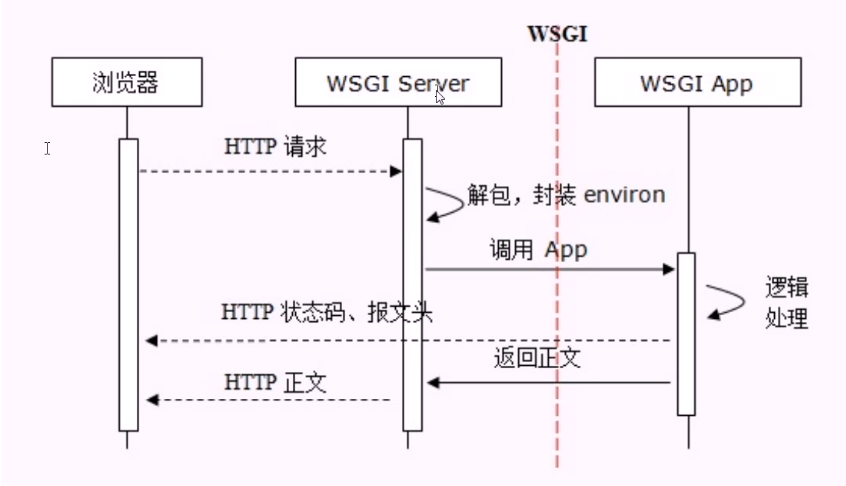 WSGI
浏览器
WSGI Server
WSGI App
HTTP 请求
解包，封装 environ
调用 App
逻辑
处理
HTTP 状态码、报文头
返回正文
HTTP 正文